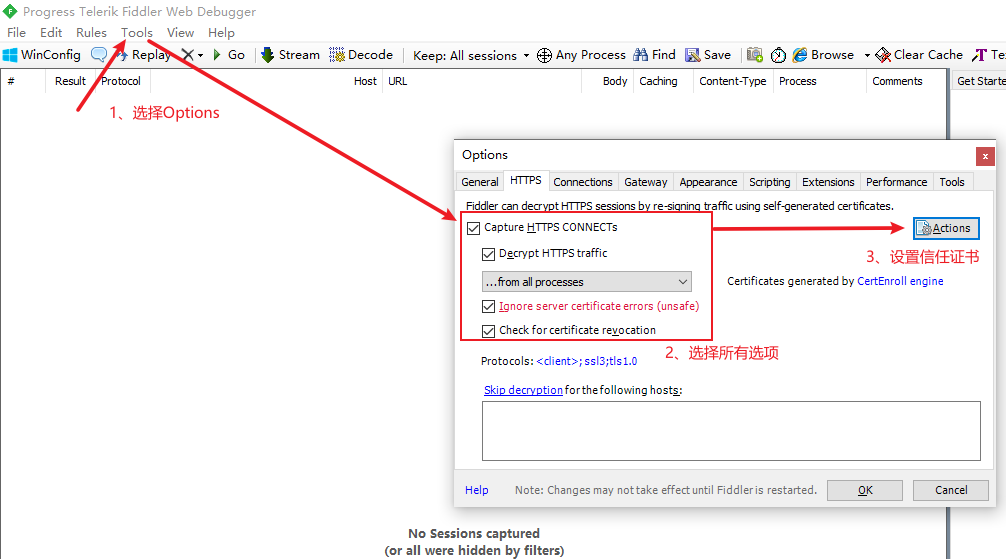 Progress Telerik Fiddler Web Debugger
File Edit Rules Tools View Help
WinConfig Replay Go Stream Decode Keep: All sessions Any Process Find Save Browse Clear Cache
# Result Protocol Host URL Body Caching Content-Type Process Comments Get Starte
1、选择Options
Options
x
General HTTPS Connections Gateway Appearance Scripting Extensions Performance Tools
Fiddler can decrypt HTTPS sessions by re-signing traffic using self-generated certificates.
Capture HTTPS CONNECTs
Actions
Decrypt HTTPS traffic
3、设置信任证书
...from all processes
Certificates generated by CertEnroll engine
Ignore server certificate errors (unsafe)
Check for certificate revocation
2、选择所有选项
Protocols: <client>; ssl3;tls1.0
Skip decryption for the following hosts:
Help Note: Changes may not take effect until Fiddler is restarted. OK Cancel
No Sessions captured
(or all were hidden by filters)